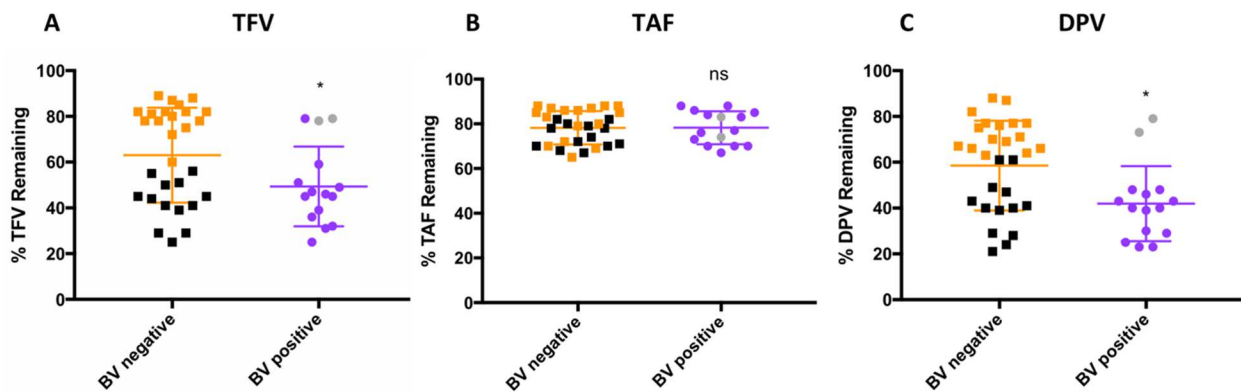 A TFV
% TFV Remaining
100
80
60
40
20
0
*
BV negative
BV positive
B TAF
% TAF Remaining
100
80
60
40
20
0
ns
BV negative
BV positive
C DPV
% DPV Remaining
100
80
60
40
20
0
*
BV negative
BV positive